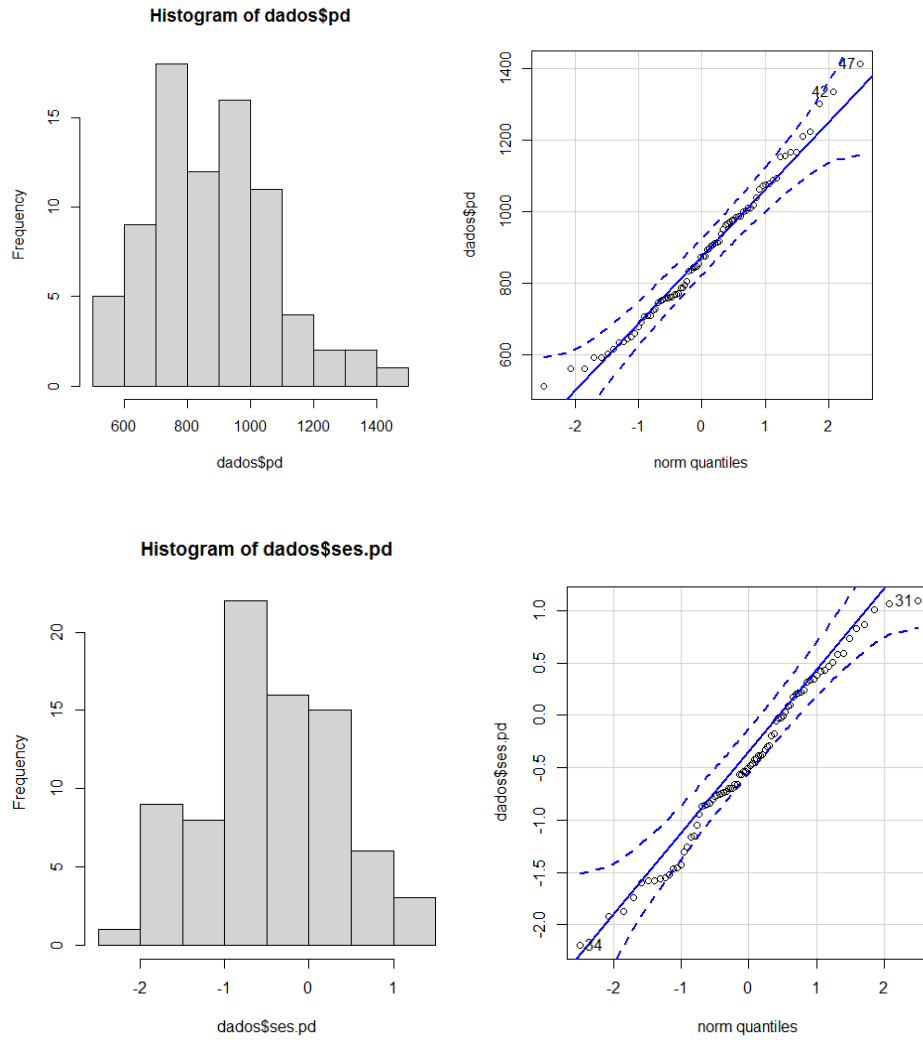 Histogram of dados$pd
Frequency
0
5
10
15
600 800 1000 1200 1400
dados$pd
dados$pd
600
800
1000
1200
1400
47
42
-2 -1 0 1 2
norm quantiles
Histogram of dados$ses.pd
Frequency
0
5
10
15
20
-2 -1 0 1
dados$ses.pd
dados$ses.pd
-2.0
-1.5
-1.0
-0.5
0.0
0.5
1.0
31
34
-2 -1 0 1 2
norm quantiles